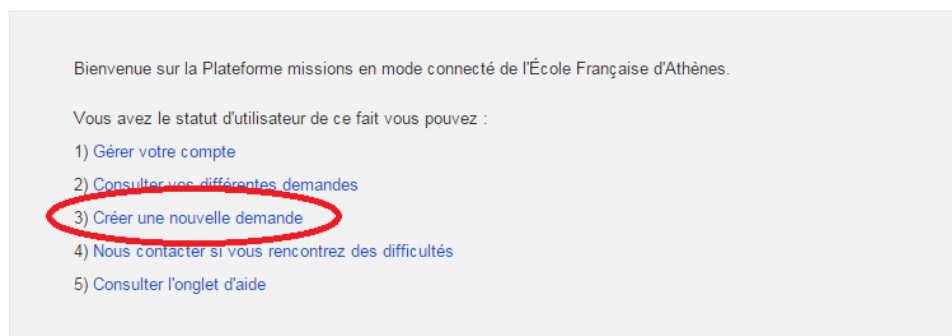 Bienvenue sur la Plateforme missions en mode connecté de l'École Française d'Athènes.
Vous avez le statut d'utilisateur de ce fait vous pouvez :
1) Gérer votre compte
2) Consulter vos différentes demandes
3) Créer une nouvelle demande
4) Nous contacter si vous rencontrez des difficultés
5) Consulter l'onglet d'aide